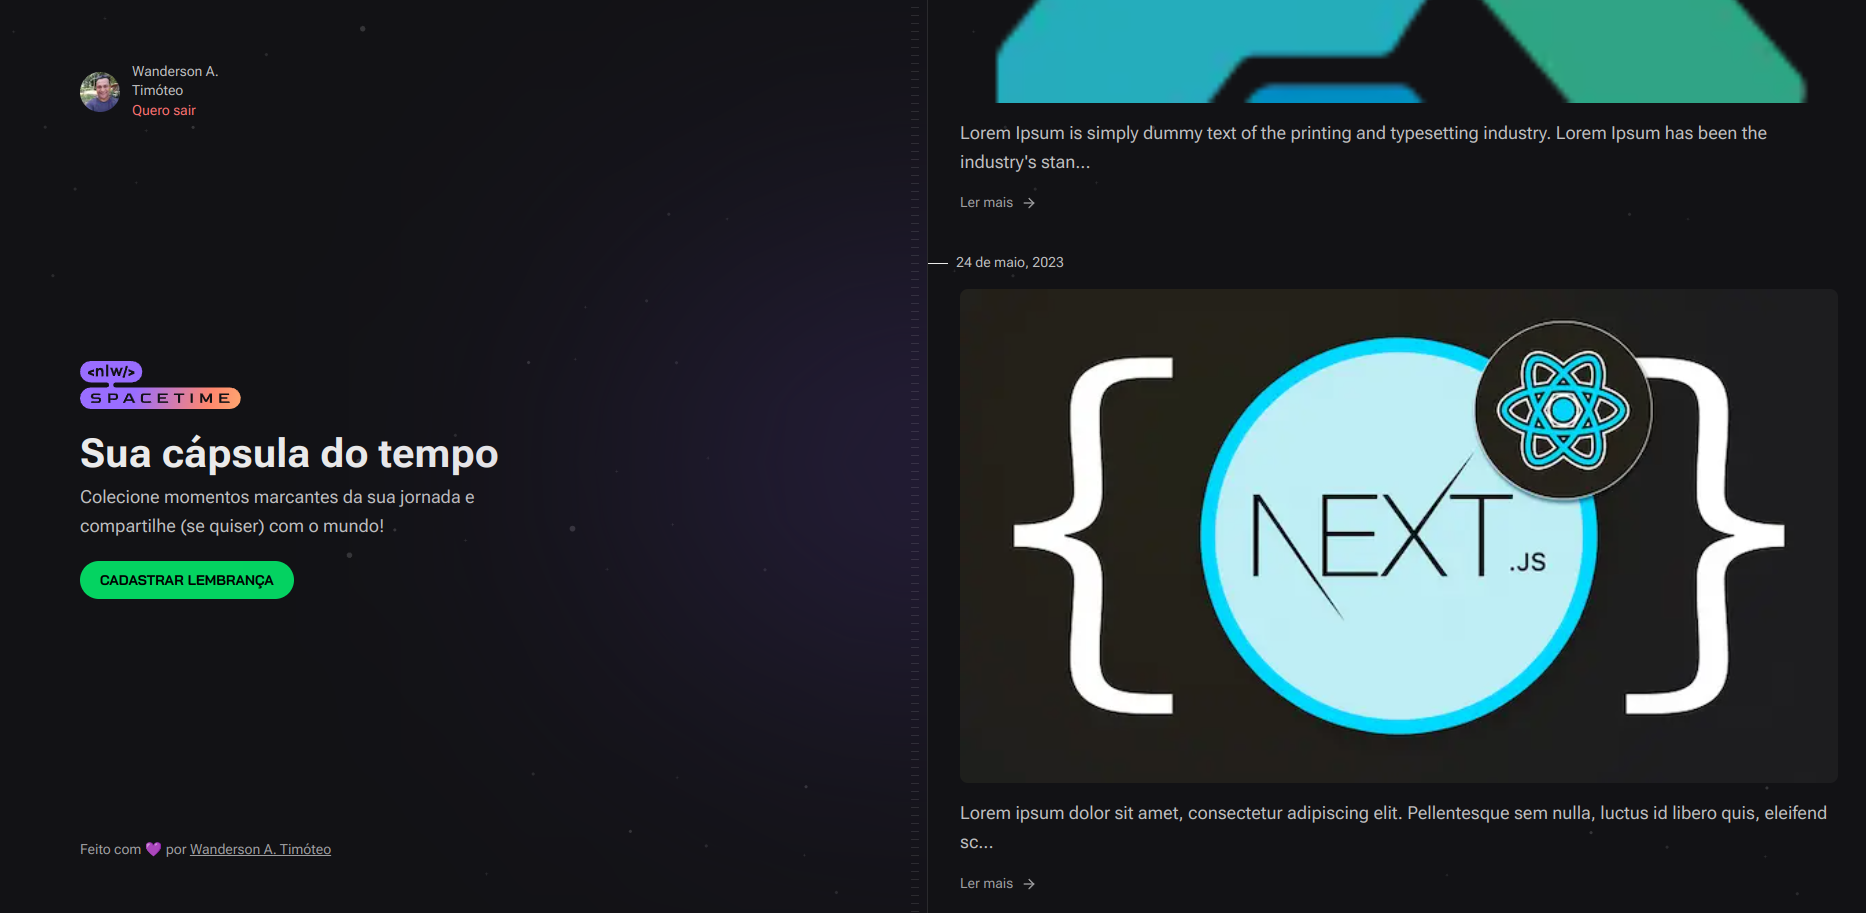 Wanderson A.
Timóteo
Quero sair
<nlw/>
SPACETIME
Sua cápsula do tempo
Colecione momentos marcantes da sua jornada e
compartilhe (se quiser) com o mundo!
CADASTRAR LEMBRANÇA
Feito com 💜 por Wanderson A. Timóteo
Lorem Ipsum is simply dummy text of the printing and typesetting industry. Lorem Ipsum has been the
industry's stan...
Ler mais →
24 de maio, 2023
{ NEXT.JS }
Lorem ipsum dolor sit amet, consectetur adipiscing elit. Pellentesque sem nulla, luctus id libero quis, eleifend
sc...
Ler mais →